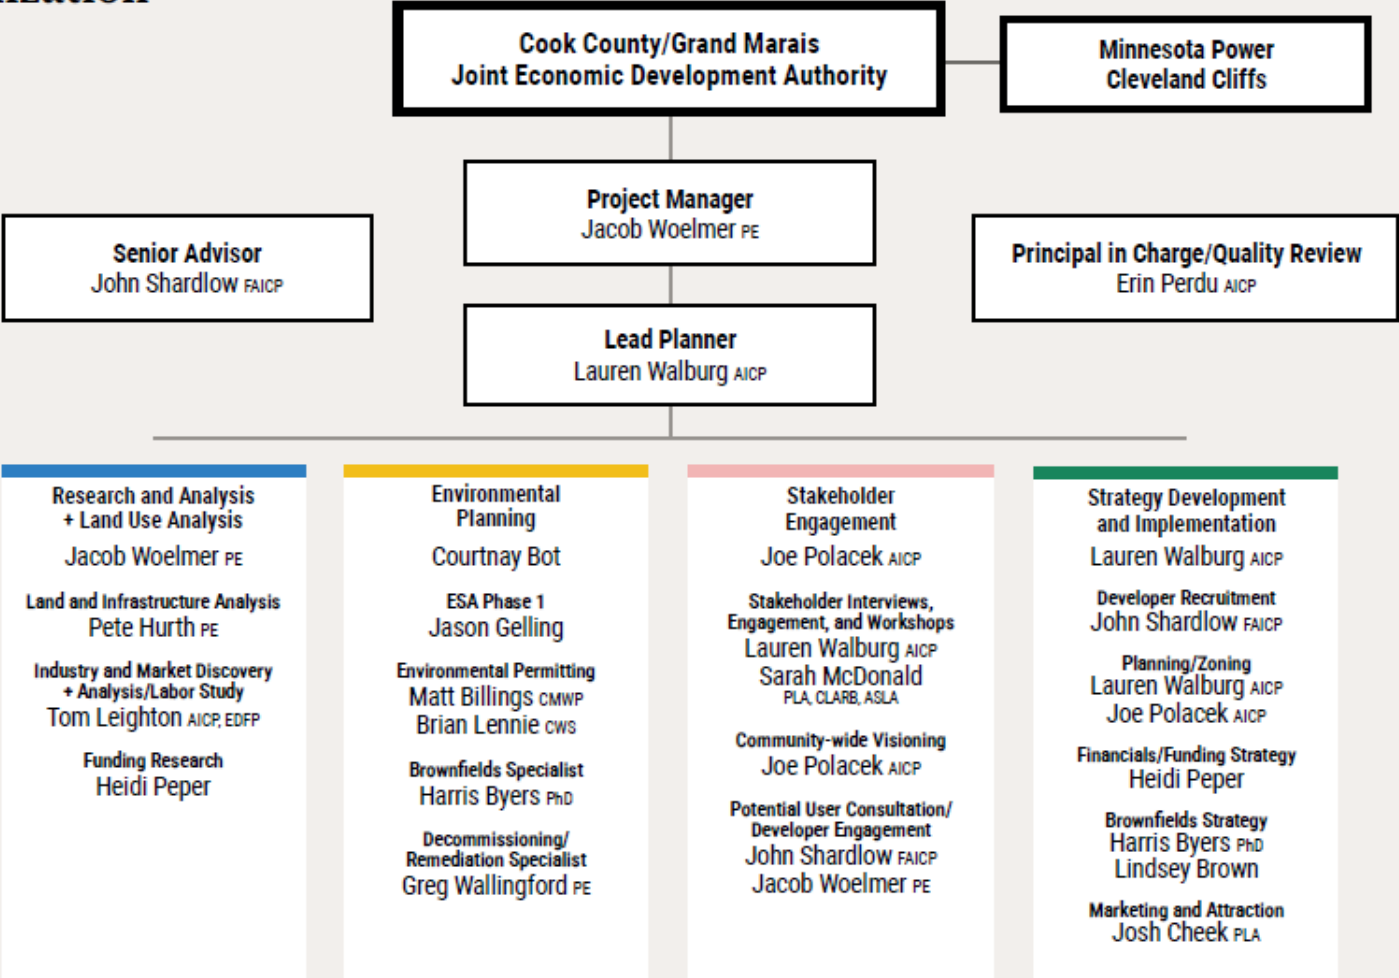 Cook County/Grand Marais
Joint Economic Development Authority
Minnesota Power
Cleveland Cliffs
Project Manager
Jacob Woelmer PE
Senior Advisor
John Shardlow FAICP
Principal in Charge/Quality Review
Erin Perdu AICP
Lead Planner
Lauren Walburg AICP
Research and Analysis
+ Land Use Analysis
Jacob Woelmer PE
Land and Infrastructure Analysis
Pete Hurth PE
Industry and Market Discovery
+ Analysis/Labor Study
Tom Leighton AICP, EDFP
Funding Research
Heidi Peper
Environmental
Planning
Courtnay Bot
ESA Phase 1
Jason Gelling
Environmental Permitting
Matt Billings CMWP
Brian Lennie CWS
Brownfields Specialist
Harris Byers PhD
Decommissioning/
Remediation Specialist
Greg Wallingford PE
Stakeholder
Engagement
Joe Polacek AICP
Stakeholder Interviews,
Engagement, and Workshops
Lauren Walburg AICP
Sarah McDonald
PLA, CLARB, ASLA
Community-wide Visioning
Joe Polacek AICP
Potential User Consultation/
Developer Engagement
John Shardlow FAICP
Jacob Woelmer PE
Strategy Development
and Implementation
Lauren Walburg AICP
Developer Recruitment
John Shardlow FAICP
Planning/Zoning
Lauren Walburg AICP
Joe Polacek AICP
Financials/Funding Strategy
Heidi Peper
Brownfields Strategy
Harris Byers PhD
Lindsey Brown
Marketing and Attraction
Josh Cheek PLA